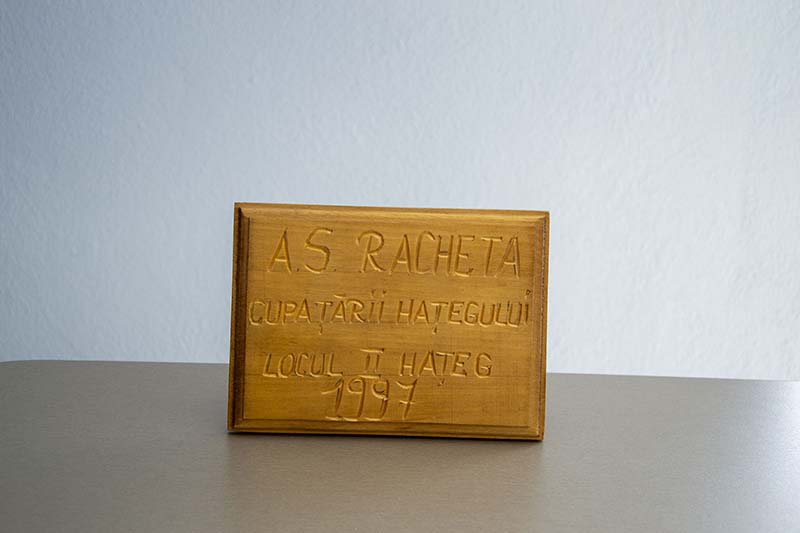 A.S. RACHETA
CUPA ȚĂRII HAȚEGULUI
LOCUL II HAȚEG
1997